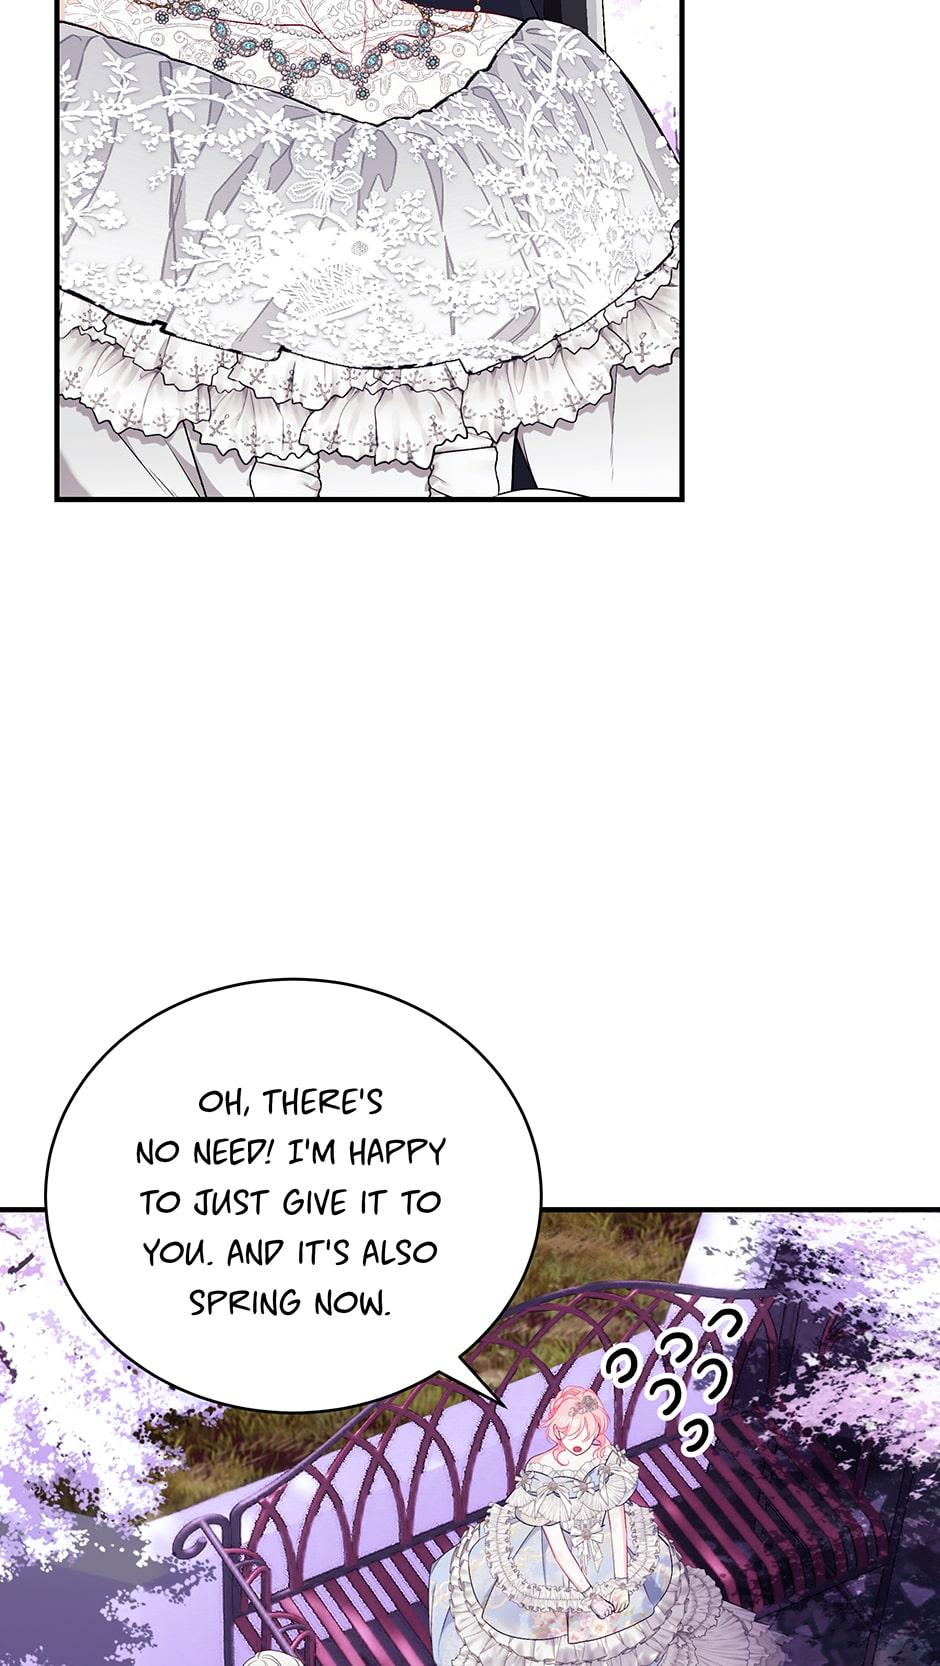 OH, THERE'S
NO NEED! I'M HAPPY
TO JUST GIVE IT TO
YOU. AND IT'S ALSO
SPRING NOW.